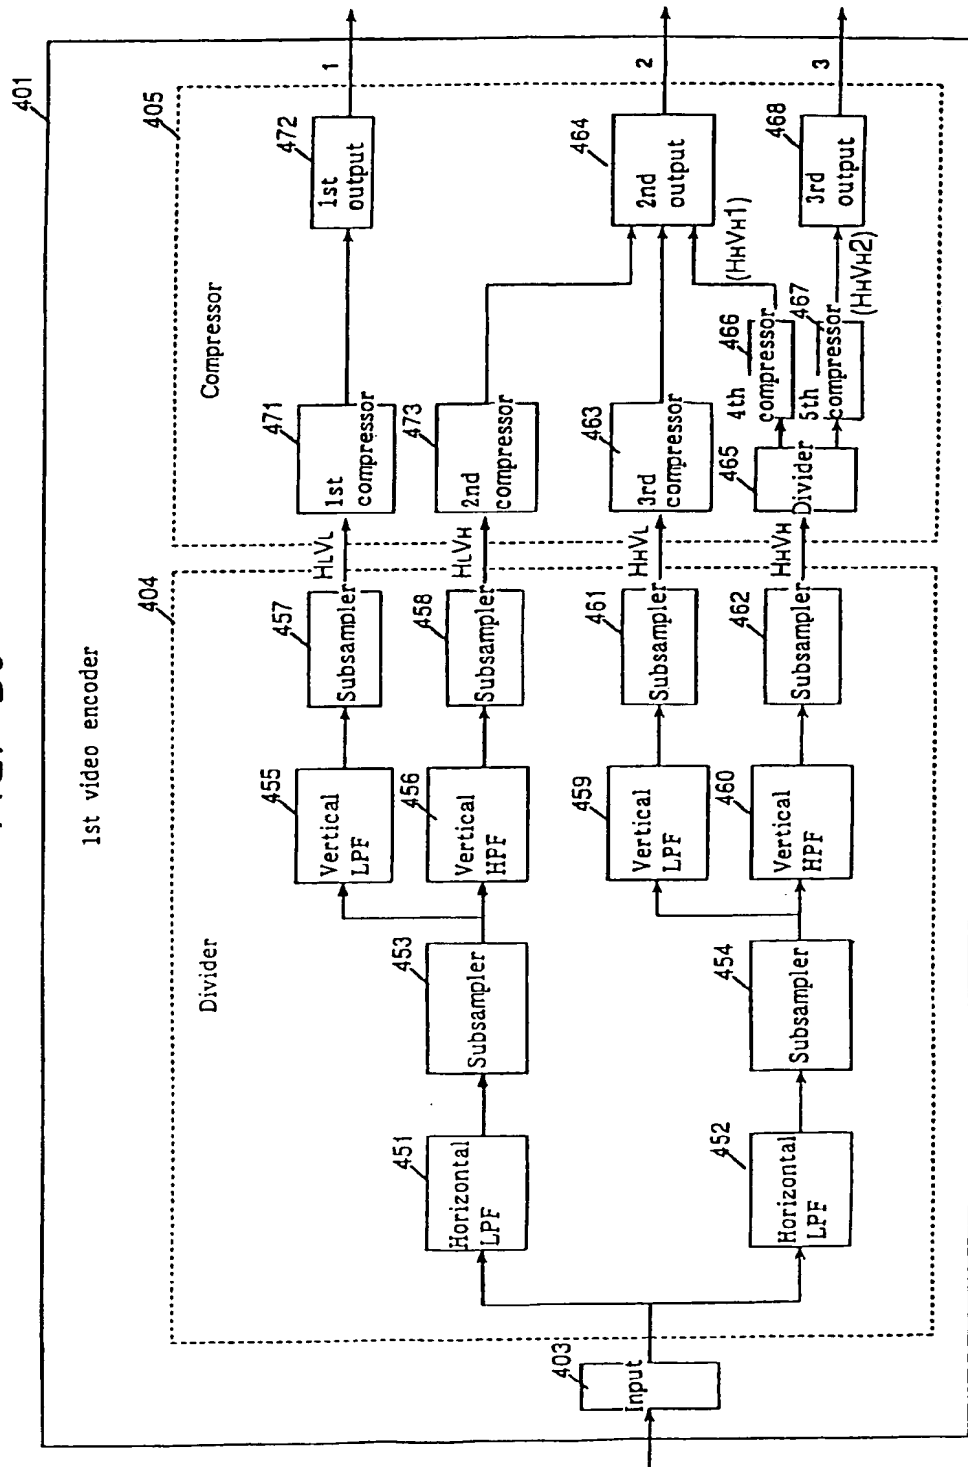 401
1st video encoder
404
Divider
405
Compressor
403
Input
451
Horizontal
LPF
453
Subsampler
455
Vertical
LPF
457
Subsampler
HLVL
471
1st
compressor
472
1st
output
1
456
Vertical
HPF
458
Subsampler
HLVH
473
2nd
compressor
464
2nd
output
2
452
Horizontal
LPF
454
Subsampler
459
Vertical
LPF
461
Subsampler
HHVL
463
3rd
compressor
460
Vertical
HPF
462
Subsampler
HHVH
465
Divider
466
4th
compressor
(HHVH1)
467
5th
compressor
(HHVH2)
468
3rd
output
3